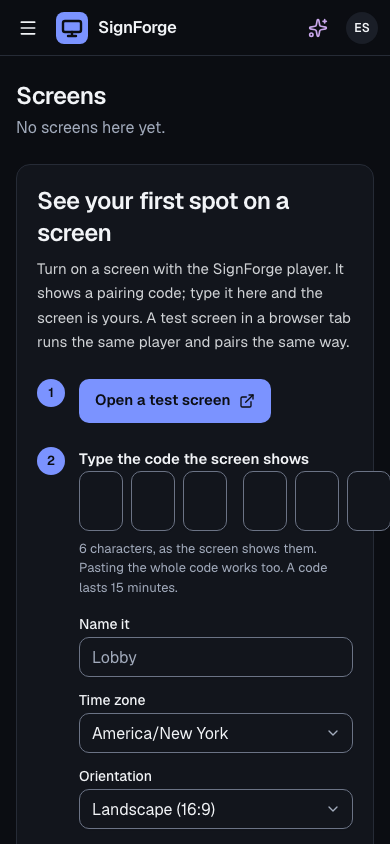 SignForge
ES
Screens
No screens here yet.
See your first spot on a
screen
Turn on a screen with the SignForge player. It
shows a pairing code; type it here and the
screen is yours. A test screen in a browser tab
runs the same player and pairs the same way.
1
Open a test screen
2
Type the code the screen shows
6 characters, as the screen shows them.
Pasting the whole code works too. A code
lasts 15 minutes.
Name it
Lobby
Time zone
America/New York
Orientation
Landscape (16:9)